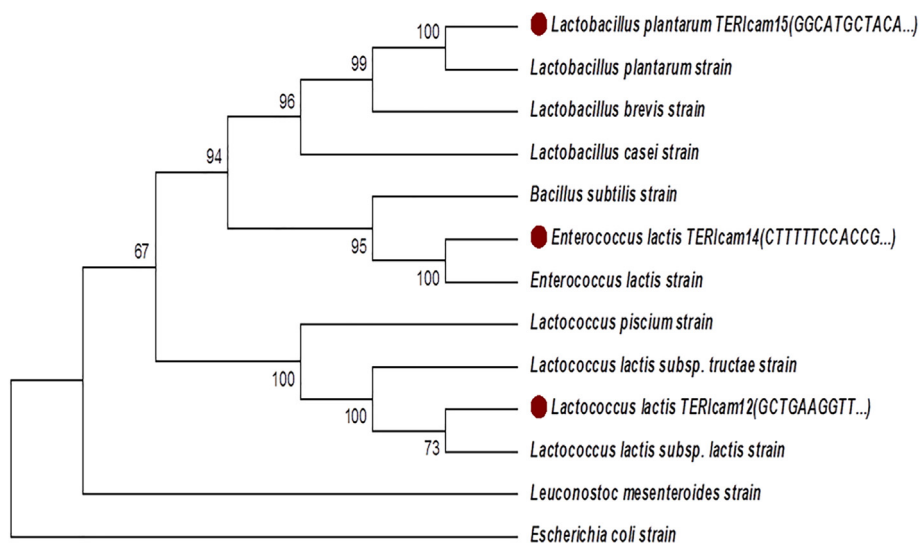 100
Lactobacillus plantarum TERIcam15(GGCATGCTACA...)
99
Lactobacillus plantarum strain
96
Lactobacillus brevis strain
94
Lactobacillus casei strain
Bacillus subtilis strain
67
95
Enterococcus lactis TERIcam14(CTTTTTCCACCG...)
100
Enterococcus lactis strain
Lactococcus piscium strain
100
Lactococcus lactis subsp. tructae strain
100
Lactococcus lactis TERIcam12(GCTGAAGGTT...)
73
Lactococcus lactis subsp. lactis strain
Leuconostoc mesenteroides strain
Escherichia coli strain